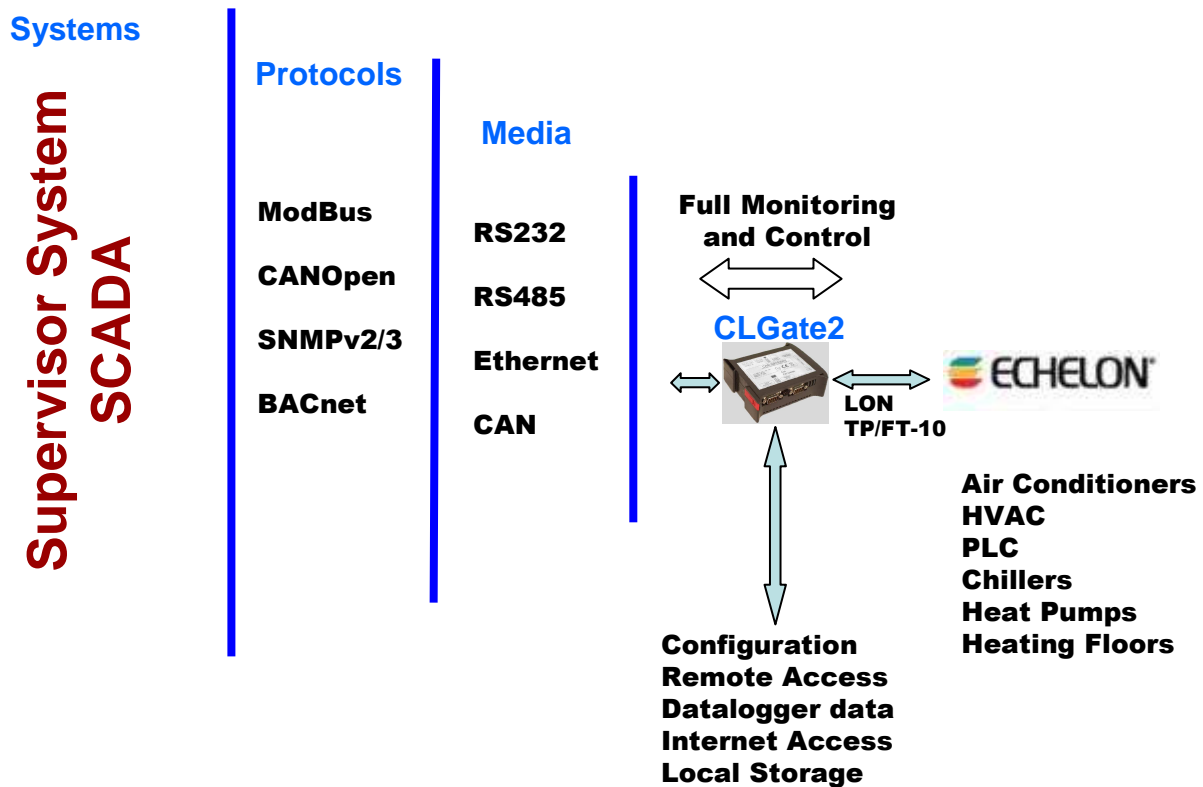 Systems
Supervisor System
SCADA
Protocols
ModBus
CANOpen
SNMPv2/3
BACnet
Media
RS232
RS485
Ethernet
CAN
Full Monitoring
and Control
CLGate2
LON
TP/FT-10
ECHELON
Air Conditioners
HVAC
PLC
Chillers
Heat Pumps
Heating Floors
Configuration
Remote Access
Datalogger data
Internet Access
Local Storage